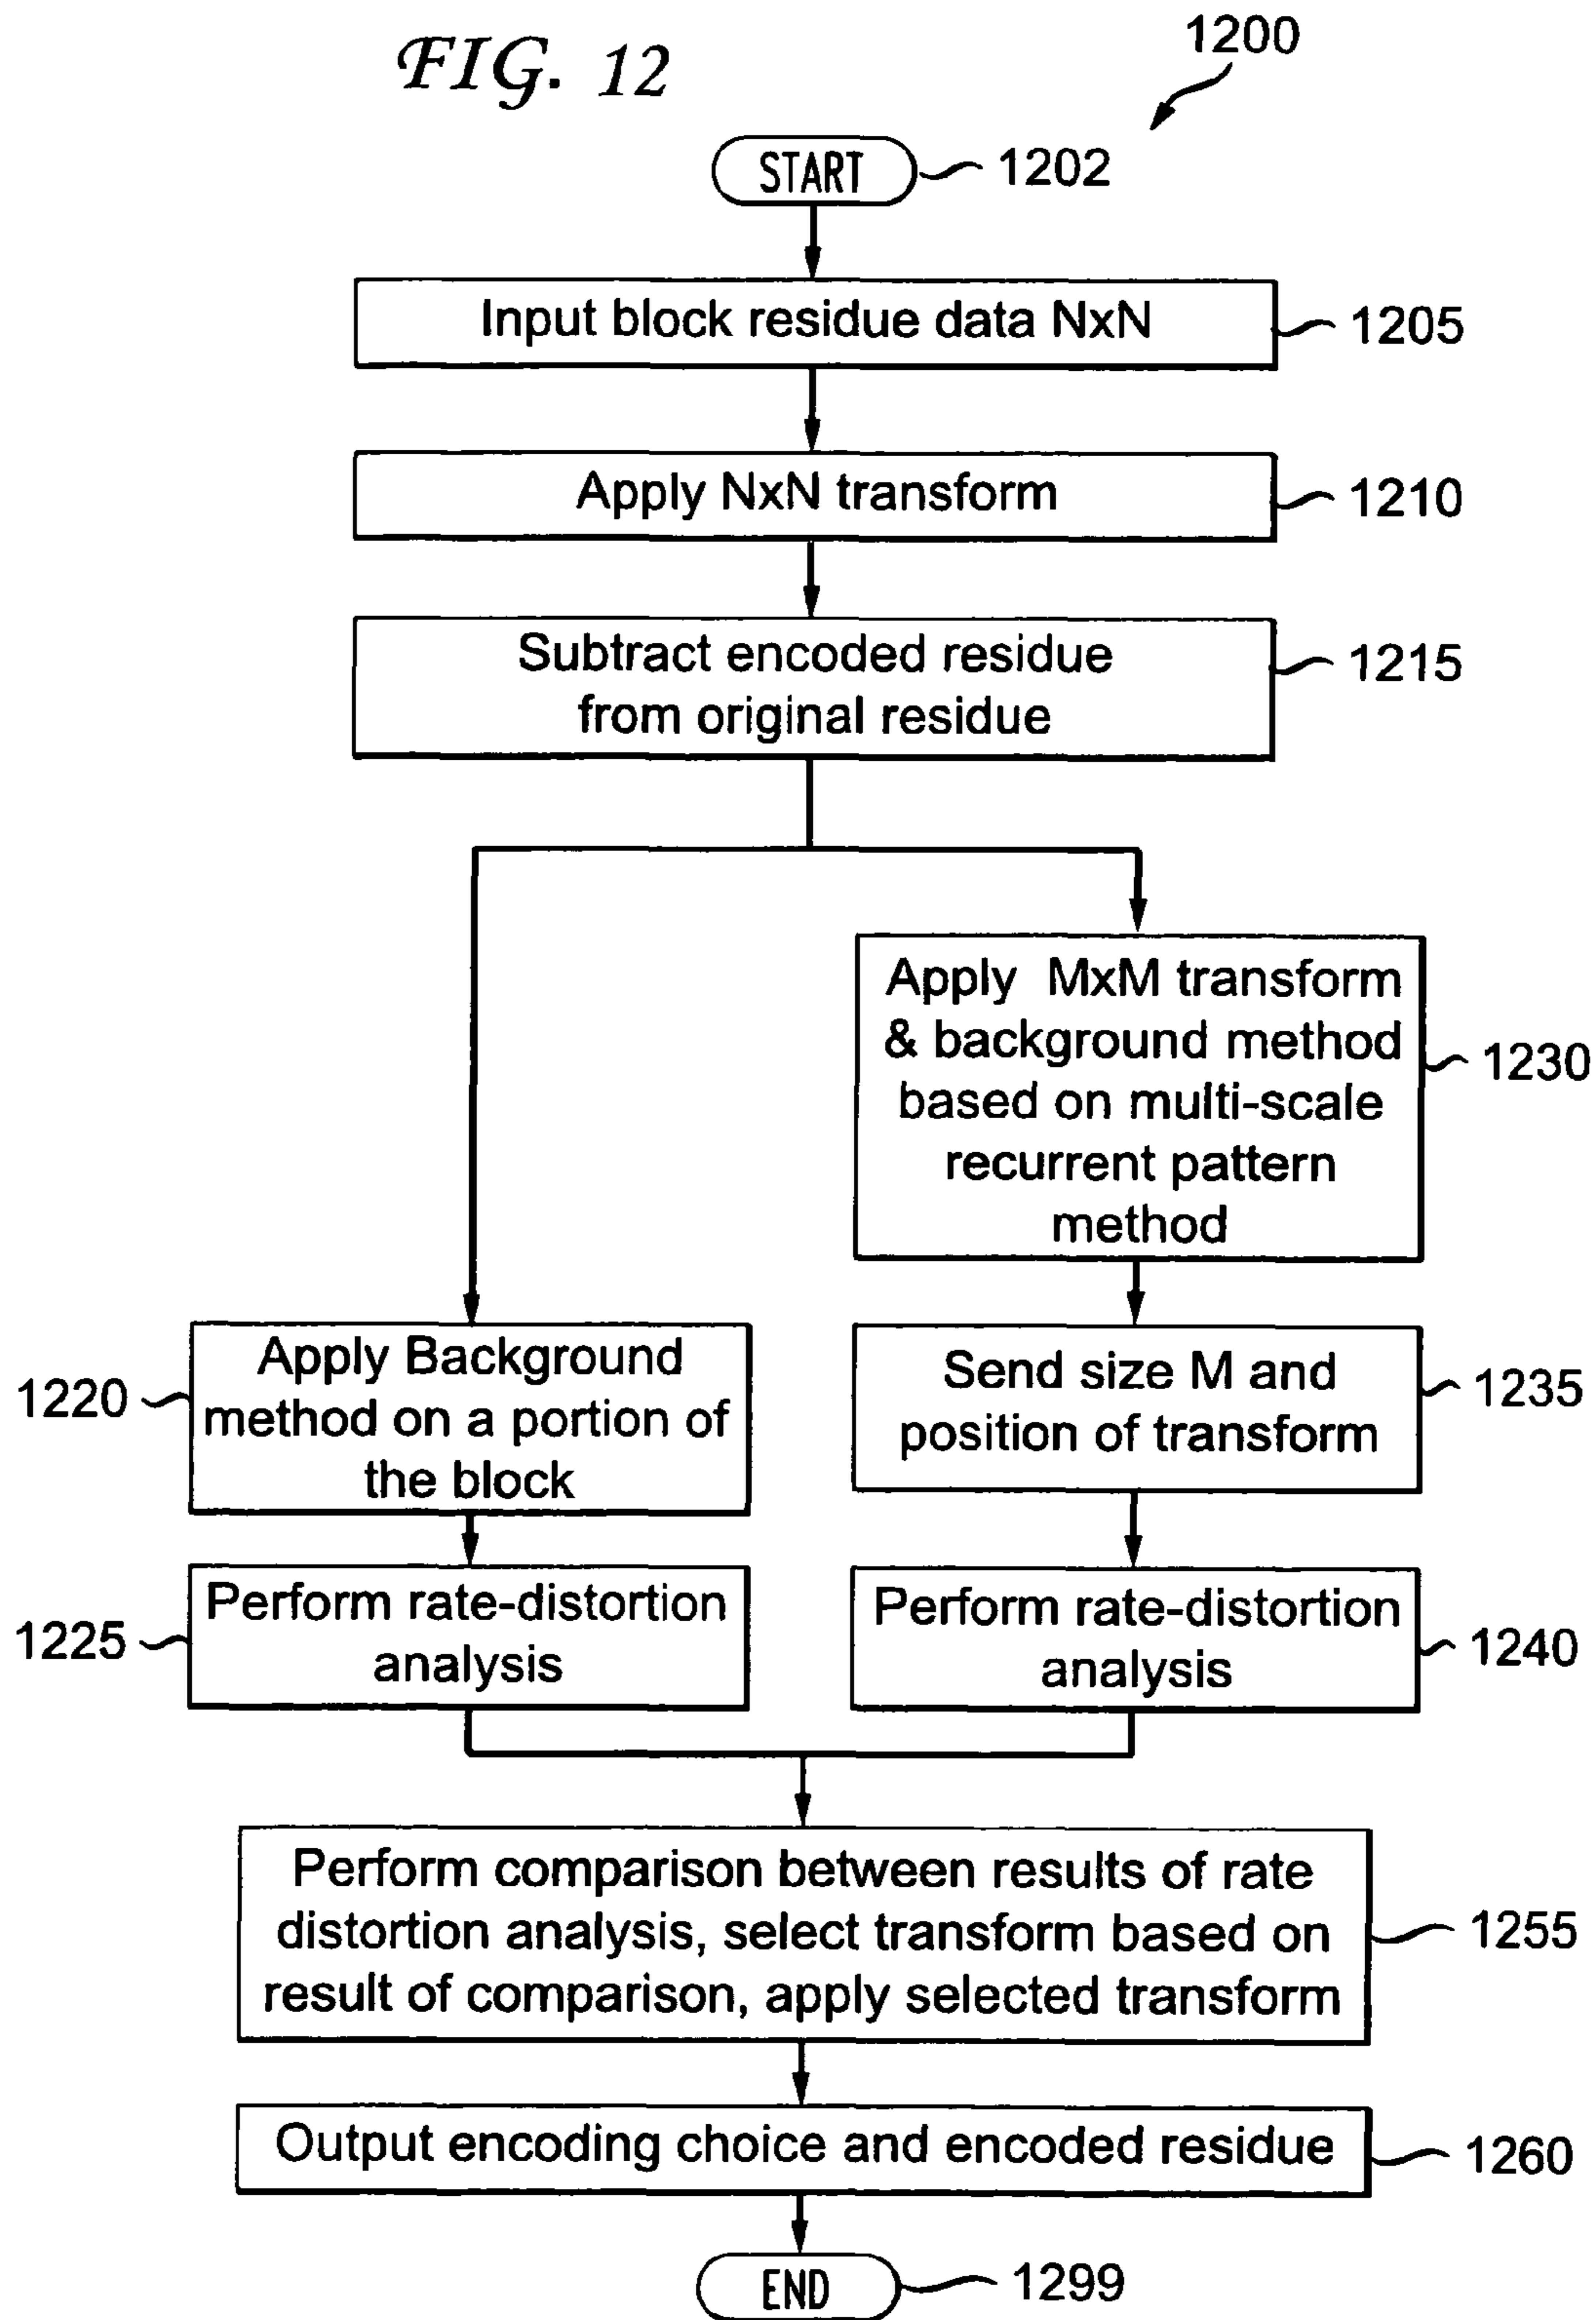 FIG. 12
1200
START
1202
Input block residue data NxN
1205
Apply NxN transform
1210
Subtract encoded residue
from original residue
1215
Apply MxM transform
& background method
based on multi-scale
recurrent pattern
method
1230
Apply Background
method on a portion of
the block
1220
Send size M and
position of transform
1235
Perform rate-distortion
analysis
1225
Perform rate-distortion
analysis
1240
Perform comparison between results of rate
distortion analysis, select transform based on
result of comparison, apply selected transform
1255
Output encoding choice and encoded residue
1260
END
1299